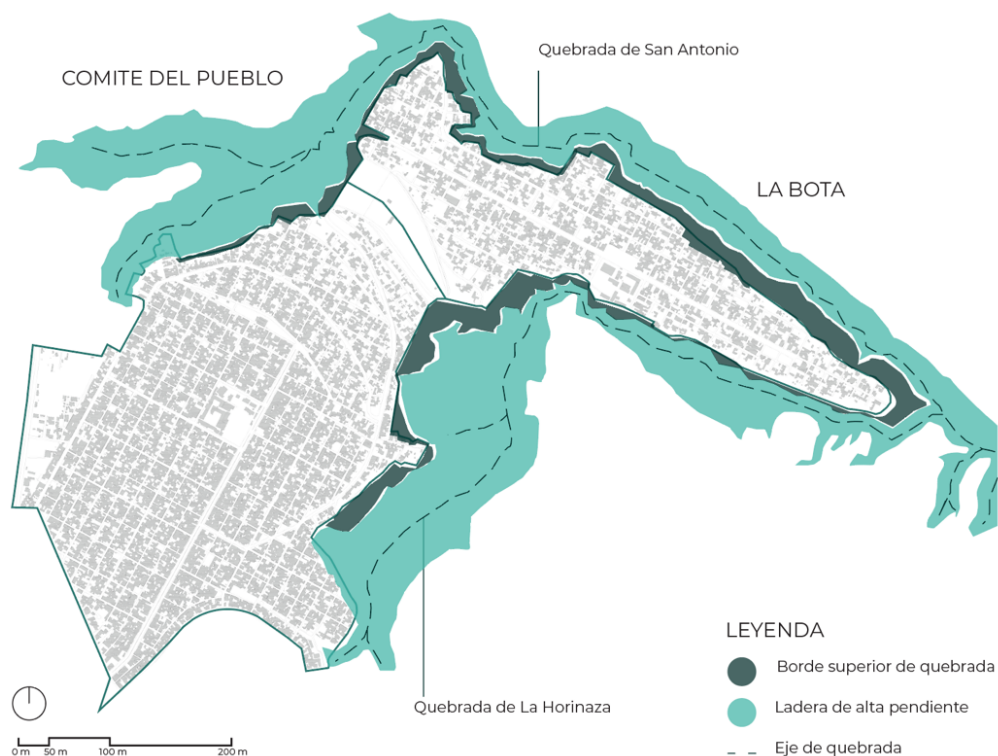 Quebrada de San Antonio
COMITE DEL PUEBLO
LA BOTA
LEYENDA
Borde superior de quebrada
Ladera de alta pendiente
Quebrada de La Horinaza
Eje de quebrada
0 m 50 m 100 m 200 m